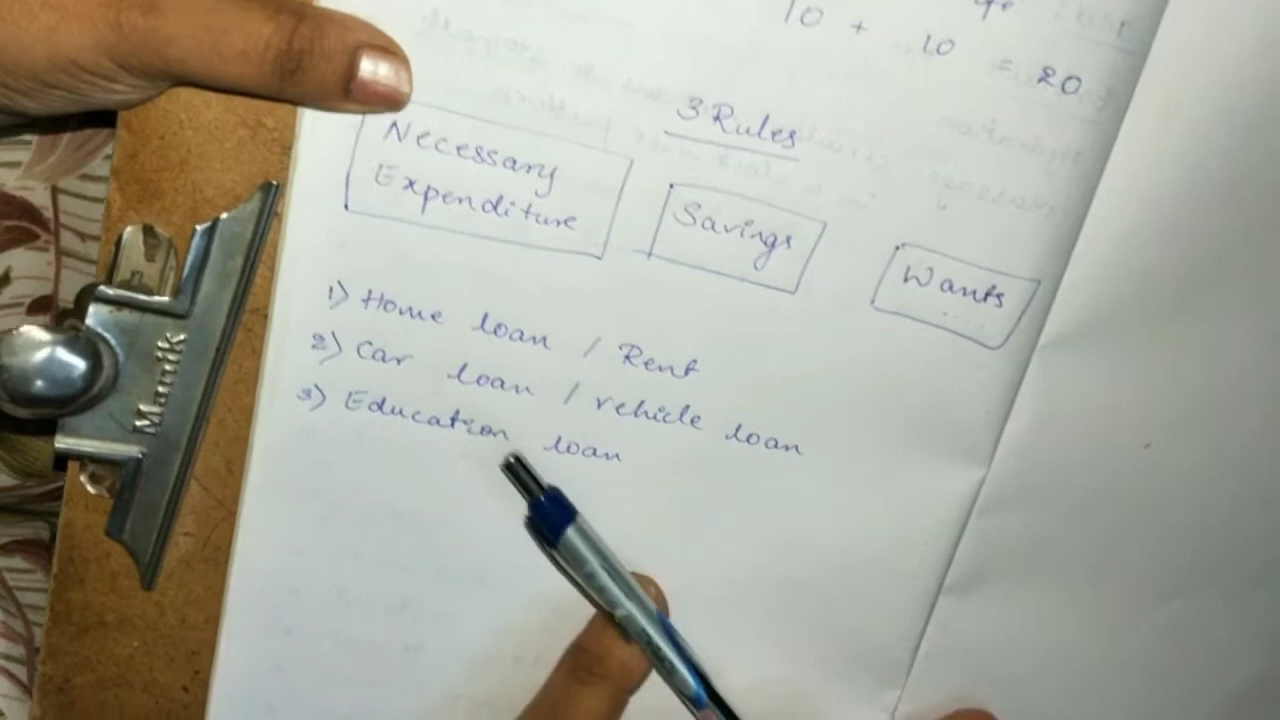 10 + 10 = 20
3 Rules
Necessary
Expenditure
Savings
Wants
1) Home loan / Rent
2) Car loan / vehicle loan
3) Education loan
Manik